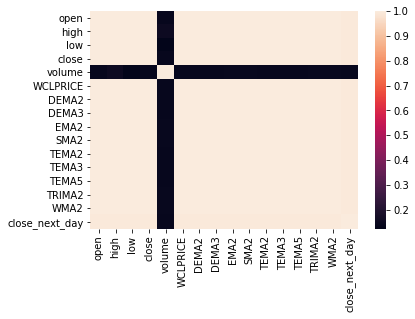 open
high
low
close
volume
WCLPRICE
DEMA2
DEMA3
EMA2
SMA2
TEMA2
TEMA3
TEMA5
TRIMA2
WMA2
close_next_day
open
high
low
close
volume
WCLPRICE
DEMA2
DEMA3
EMA2
SMA2
TEMA2
TEMA3
TEMA5
TRIMA2
WMA2
close_next_day
1.0
0.9
0.8
0.7
0.6
0.5
0.4
0.3
0.2